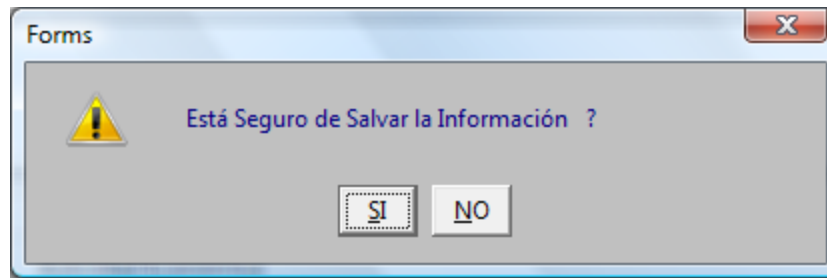 Forms
Está Seguro de Salvar la Información ?
SI NO